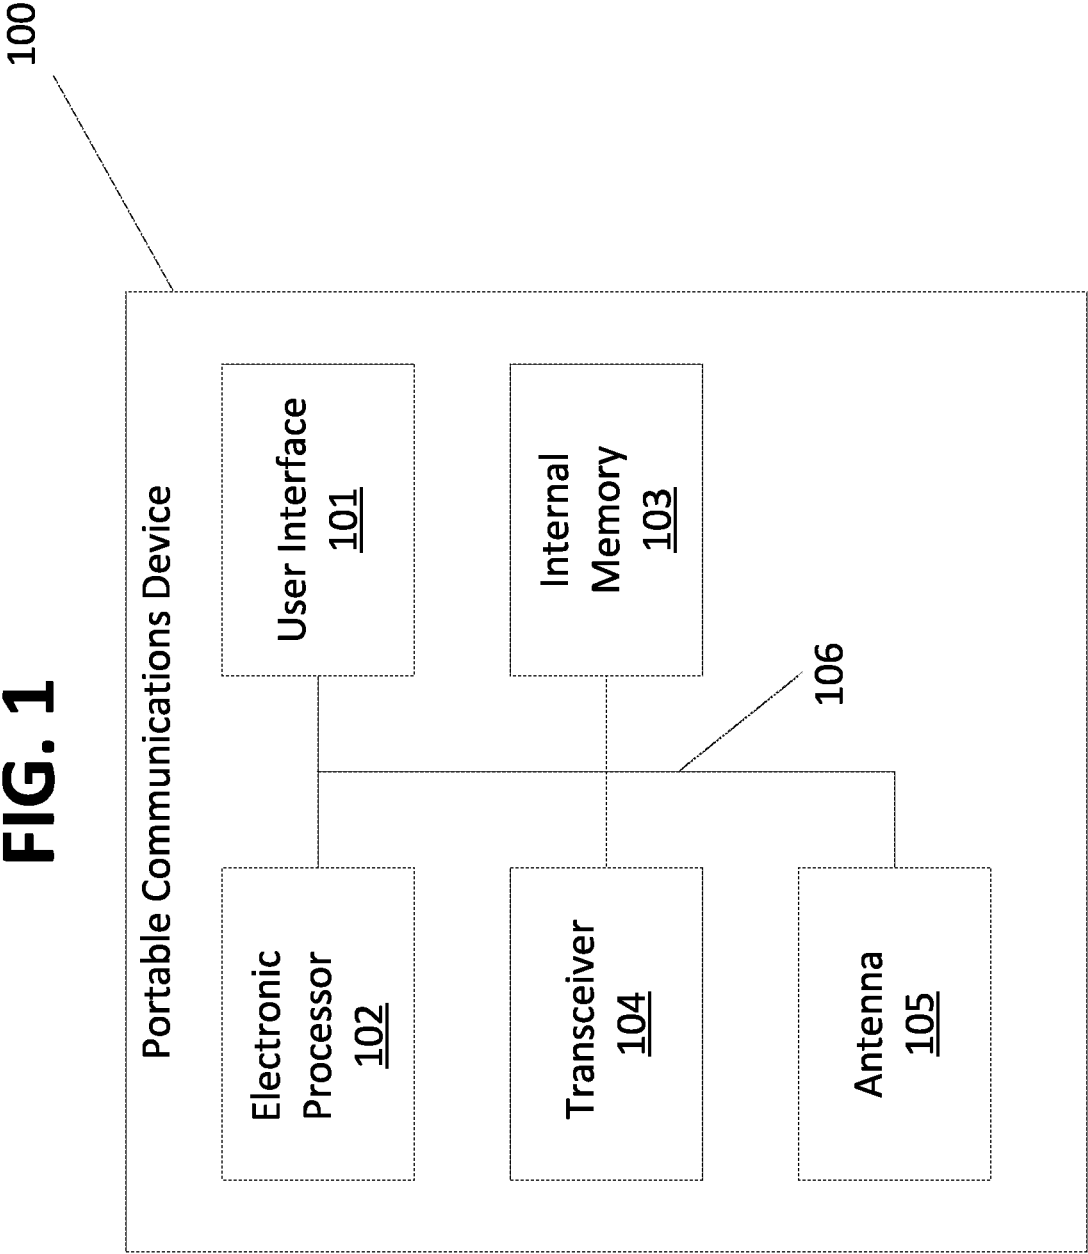 FIG. 1
100
Portable Communications Device
Electronic
Processor
102
User Interface
101
Transceiver
104
Internal
Memory
103
106
Antenna
105